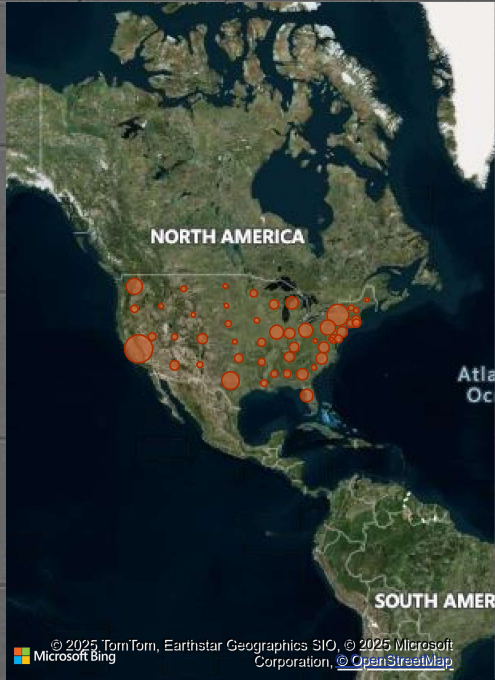 NORTH AMERICA
Atla
Oc
SOUTH AMER
© 2025 TomTom, Earthstar Geographics SIO, © 2025 Microsoft
Microsoft Bing
Corporation, © OpenStreetMap